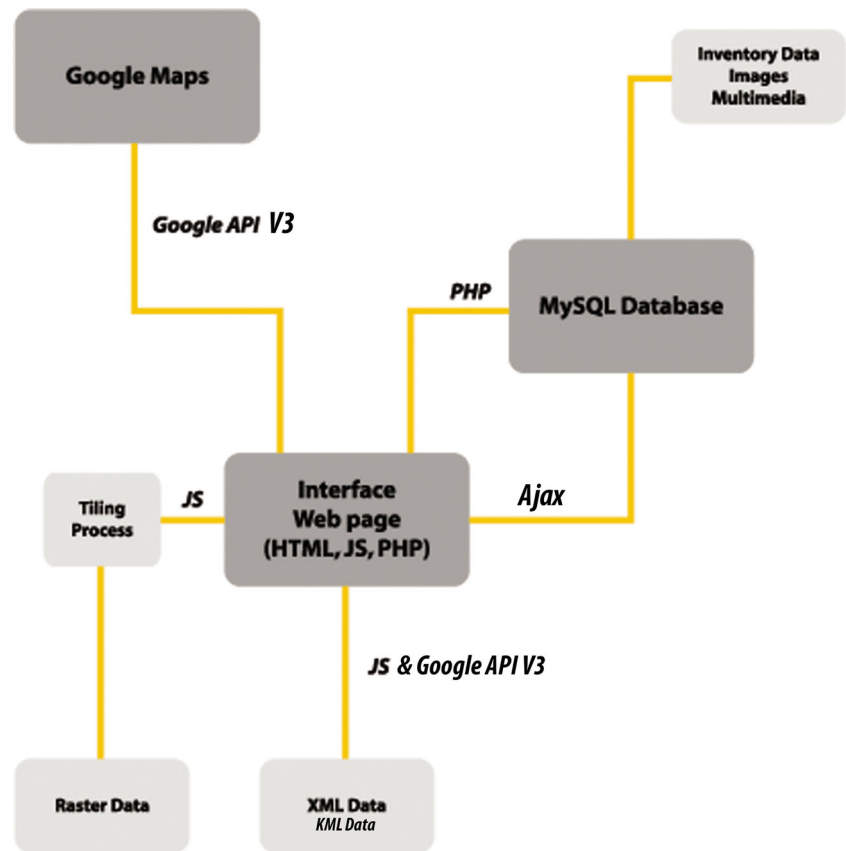 Google Maps
Inventory Data
Images
Multimedia
Google API V3
PHP
MySQL Database
Interface
Web page
(HTML, JS, PHP)
JS
Tiling
Process
Ajax
JS & Google API V3
Raster Data
XML Data
KML Data